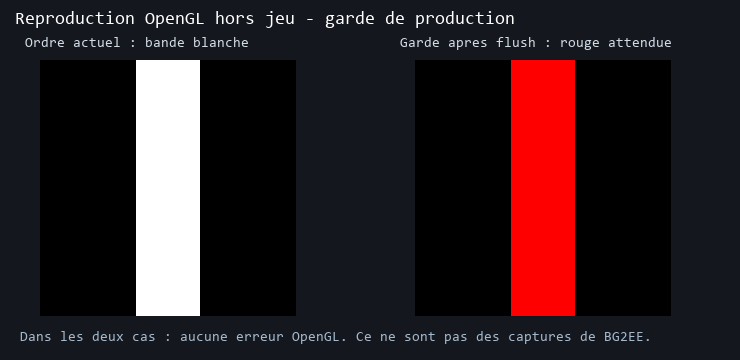 Reproduction OpenGL hors jeu - garde de production
Ordre actuel : bande blanche
Garde apres flush : rouge attendue
Dans les deux cas : aucune erreur OpenGL. Ce ne sont pas des captures de BG2EE.